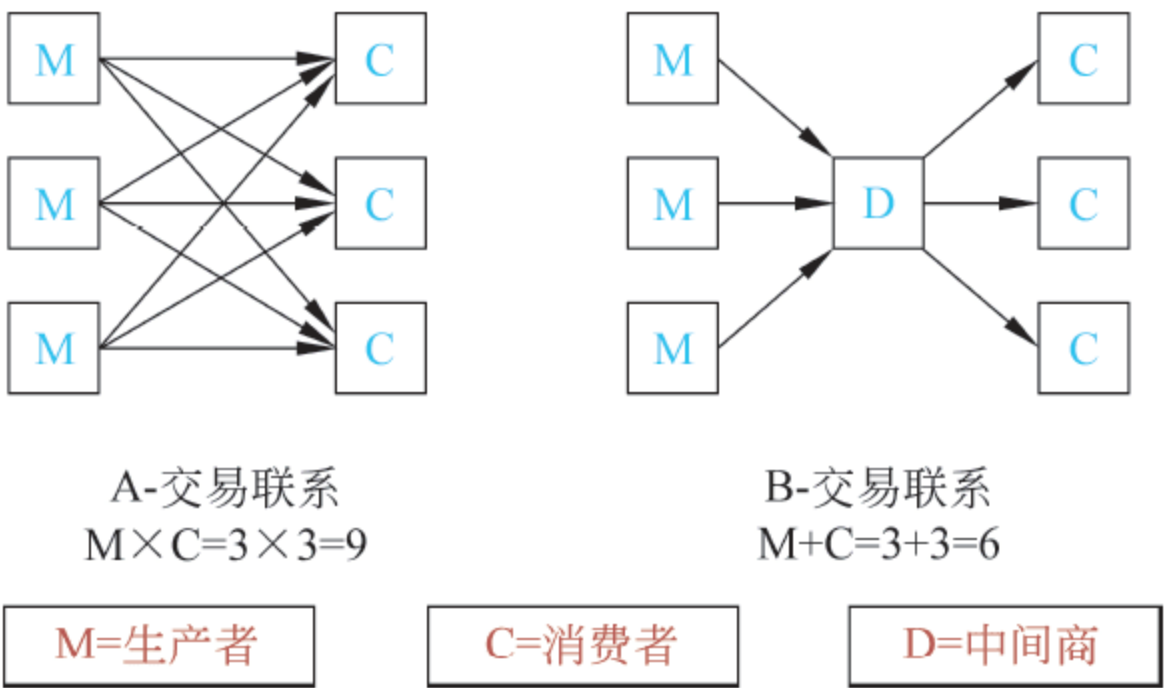 M C M C
M C M D C
M C M C
A-交易联系 B-交易联系
M×C=3×3=9 M+C=3+3=6
M=生产者 C=消费者 D=中间商